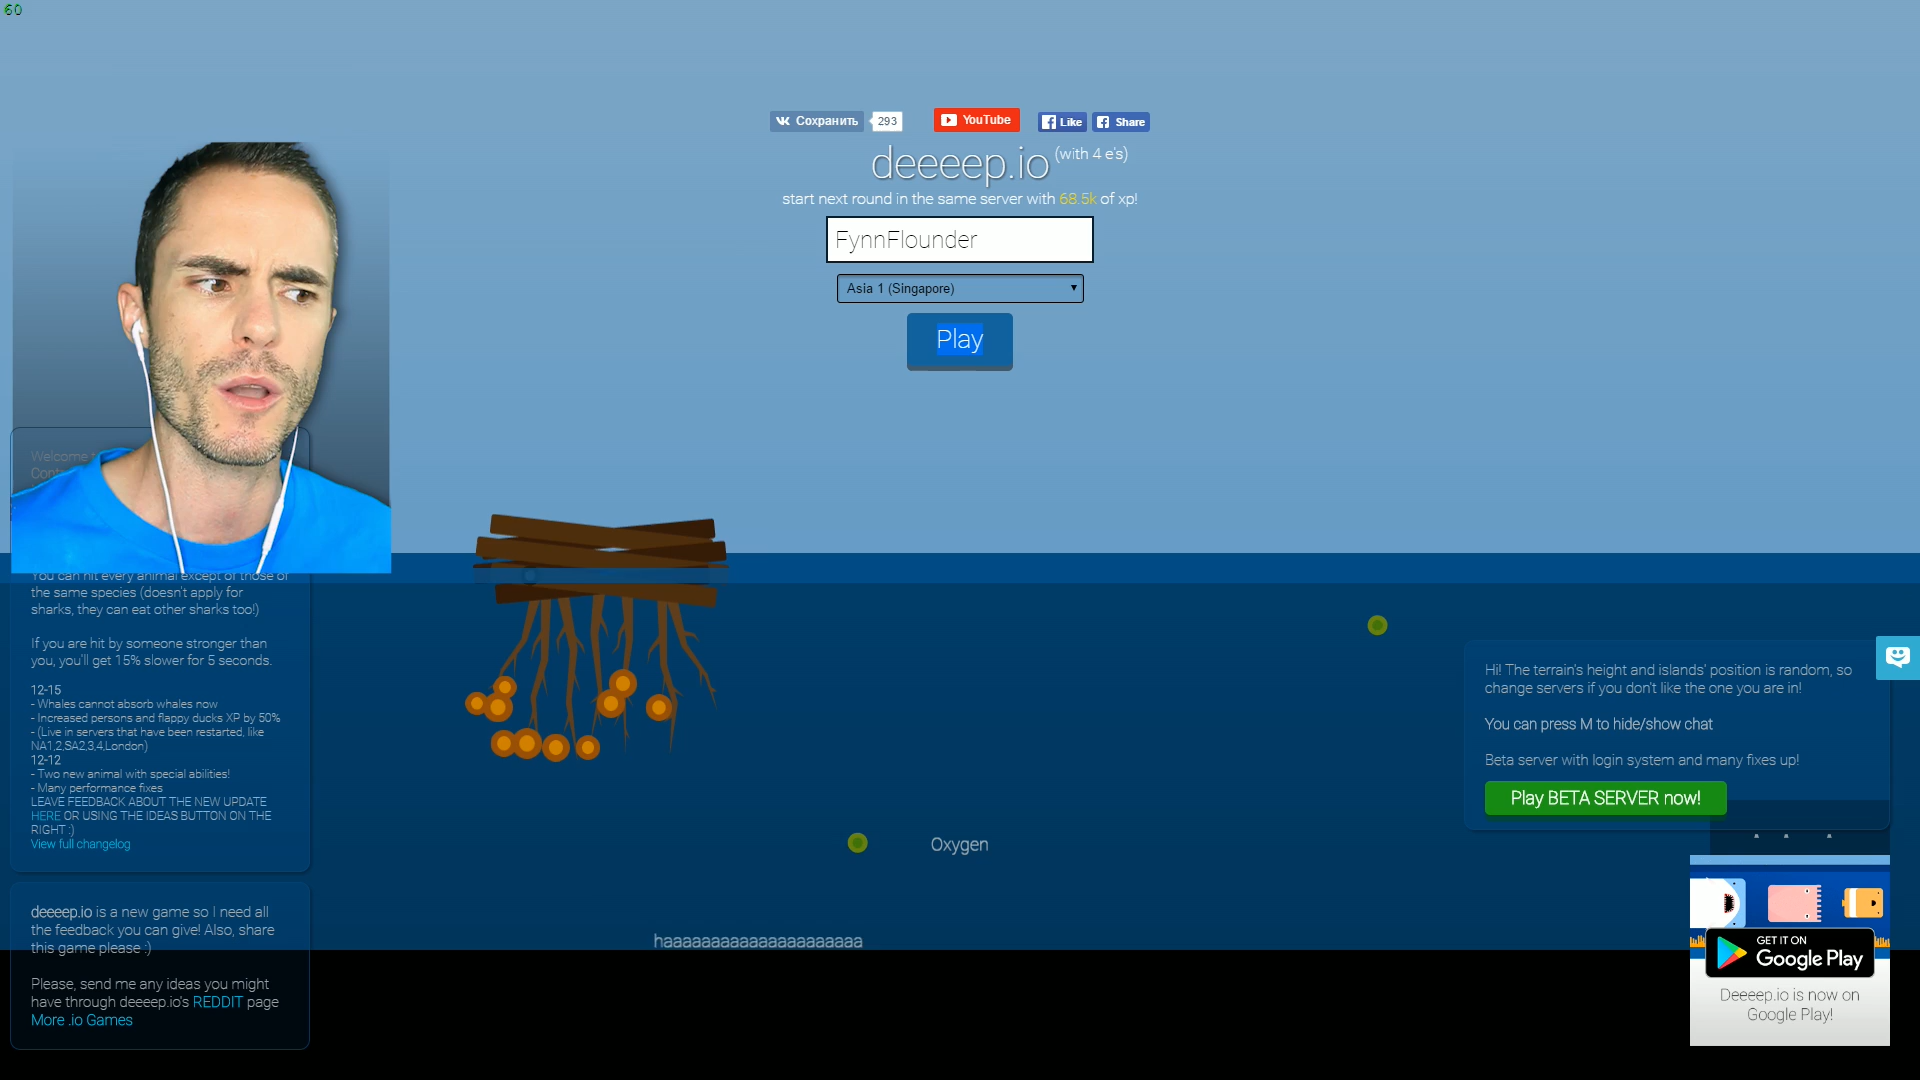 60
Сохранить 293 YouTube Like Share
deeeep.io (with 4 e's)
start next round in the same server with 68.5k of xp!
FynnFlounder
Asia 1 (Singapore)
Play
Welcome
You can hit every animal except of those of
the same species (doesn't apply for
sharks, they can eat other sharks too!)
If you are hit by someone stronger than
you, you'll get 15% slower for 5 seconds.
12-15
- Whales cannot absorb whales now
- Increased persons and flappy ducks XP by 50%
- (Live in servers that have been restarted, like
NA1,2,SA2,3,4,London)
12-12
- Two new animal with special abilities!
- Many performance fixes
LEAVE FEEDBACK ABOUT THE NEW UPDATE
HERE OR USING THE IDEAS BUTTON ON THE
RIGHT :)
View full changelog
deeeep.io is a new game so I need all
the feedback you can give! Also, share
this game please :)
Please, send me any ideas you might
have through deeeep.io's REDDIT page
More .io Games
Oxygen
haaaaaaaaaaaaaaaaaaaaa
Hi! The terrain's height and islands' position is random, so
change servers if you don't like the one you are in!
You can press M to hide/show chat
Beta server with login system and many fixes up!
Play BETA SERVER now!
GET IT ON
Google Play
Deeeep.io is now on
Google Play!